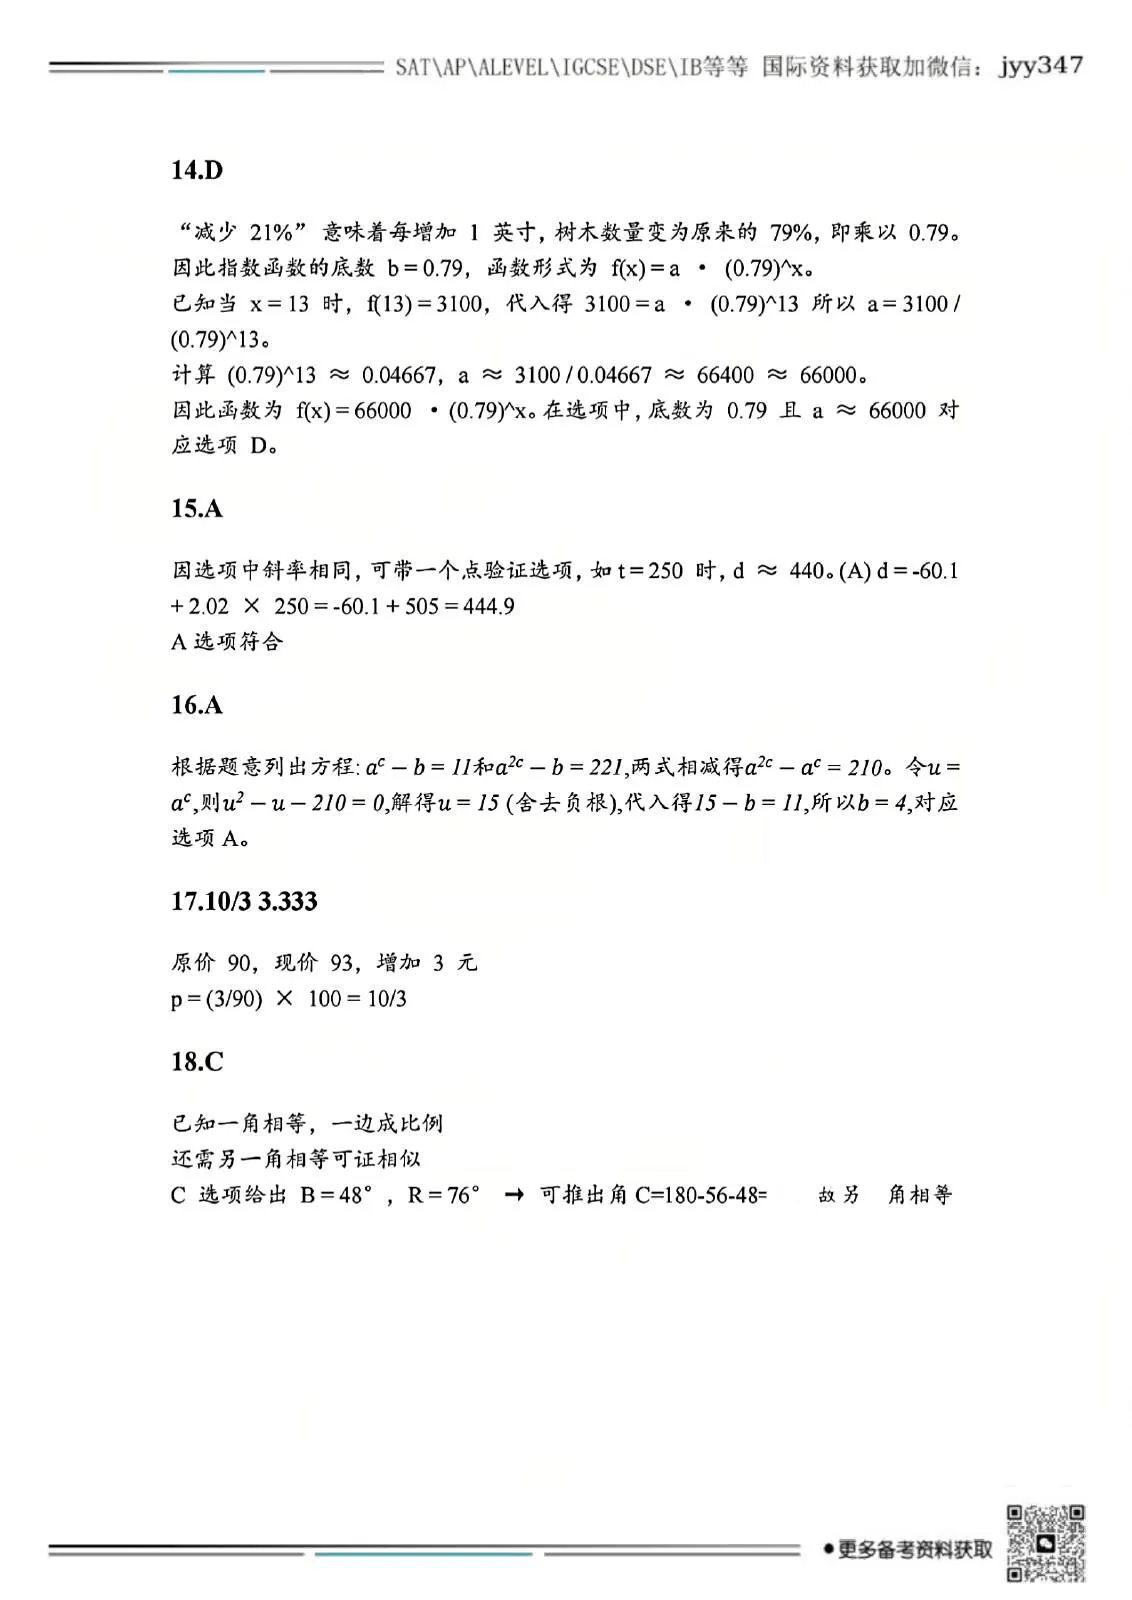 SAT\AP\ALEVEL\IGCSE\DSE\IB等等 国际资料获取加微信：jyy347
14.D
“减少 21%” 意味着每增加 1 英寸，树木数量变为原来的 79%，即乘以 0.79。
因此指数函数的底数 b=0.79，函数形式为 f(x)=a · (0.79)^x。
已知当 x=13 时，f(13)=3100，代入得 3100=a · (0.79)^13 所以 a=3100/
(0.79)^13。
计算 (0.79)^13 ≈ 0.04667，a ≈ 3100/0.04667 ≈ 66400 ≈ 66000。
因此函数为 f(x)=66000 ·(0.79)^x。在选项中，底数为 0.79 且 a ≈ 66000 对
应选项 D。
15.A
因选项中斜率相同，可带一个点验证选项，如 t=250 时，d ≈ 440。(A) d=-60.1
+2.02 × 250=-60.1+505=444.9
A 选项符合
16.A
根据题意列出方程: aᶜ − b = 11和a²ᶜ − b = 221,两式相减得a²ᶜ − aᶜ = 210。令u =
aᶜ,则u² − u − 210 = 0,解得u = 15 (舍去负根),代入得15 − b = 11,所以b = 4,对应
选项 A。
17.10/3 3.333
原价 90，现价 93，增加 3 元
p=(3/90) × 100=10/3
18.C
已知一角相等，一边成比例
还需另一角相等可证相似
C 选项给出 B=48°，R=76° → 可推出角 C=180-56-48= 故另 角相等
●更多备考资料获取